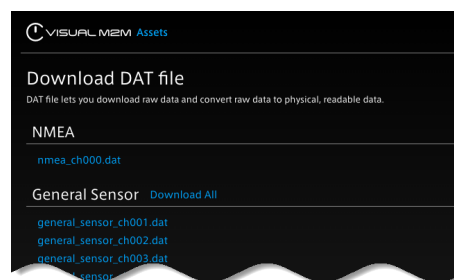 VISUAL M2M Assets
Download DAT file
DAT file lets you download raw data and convert raw data to physical, readable data.
NMEA
nmea_ch000.dat
General Sensor Download All
general_sensor_ch001.dat
general_sensor_ch002.dat
general_sensor_ch003.dat